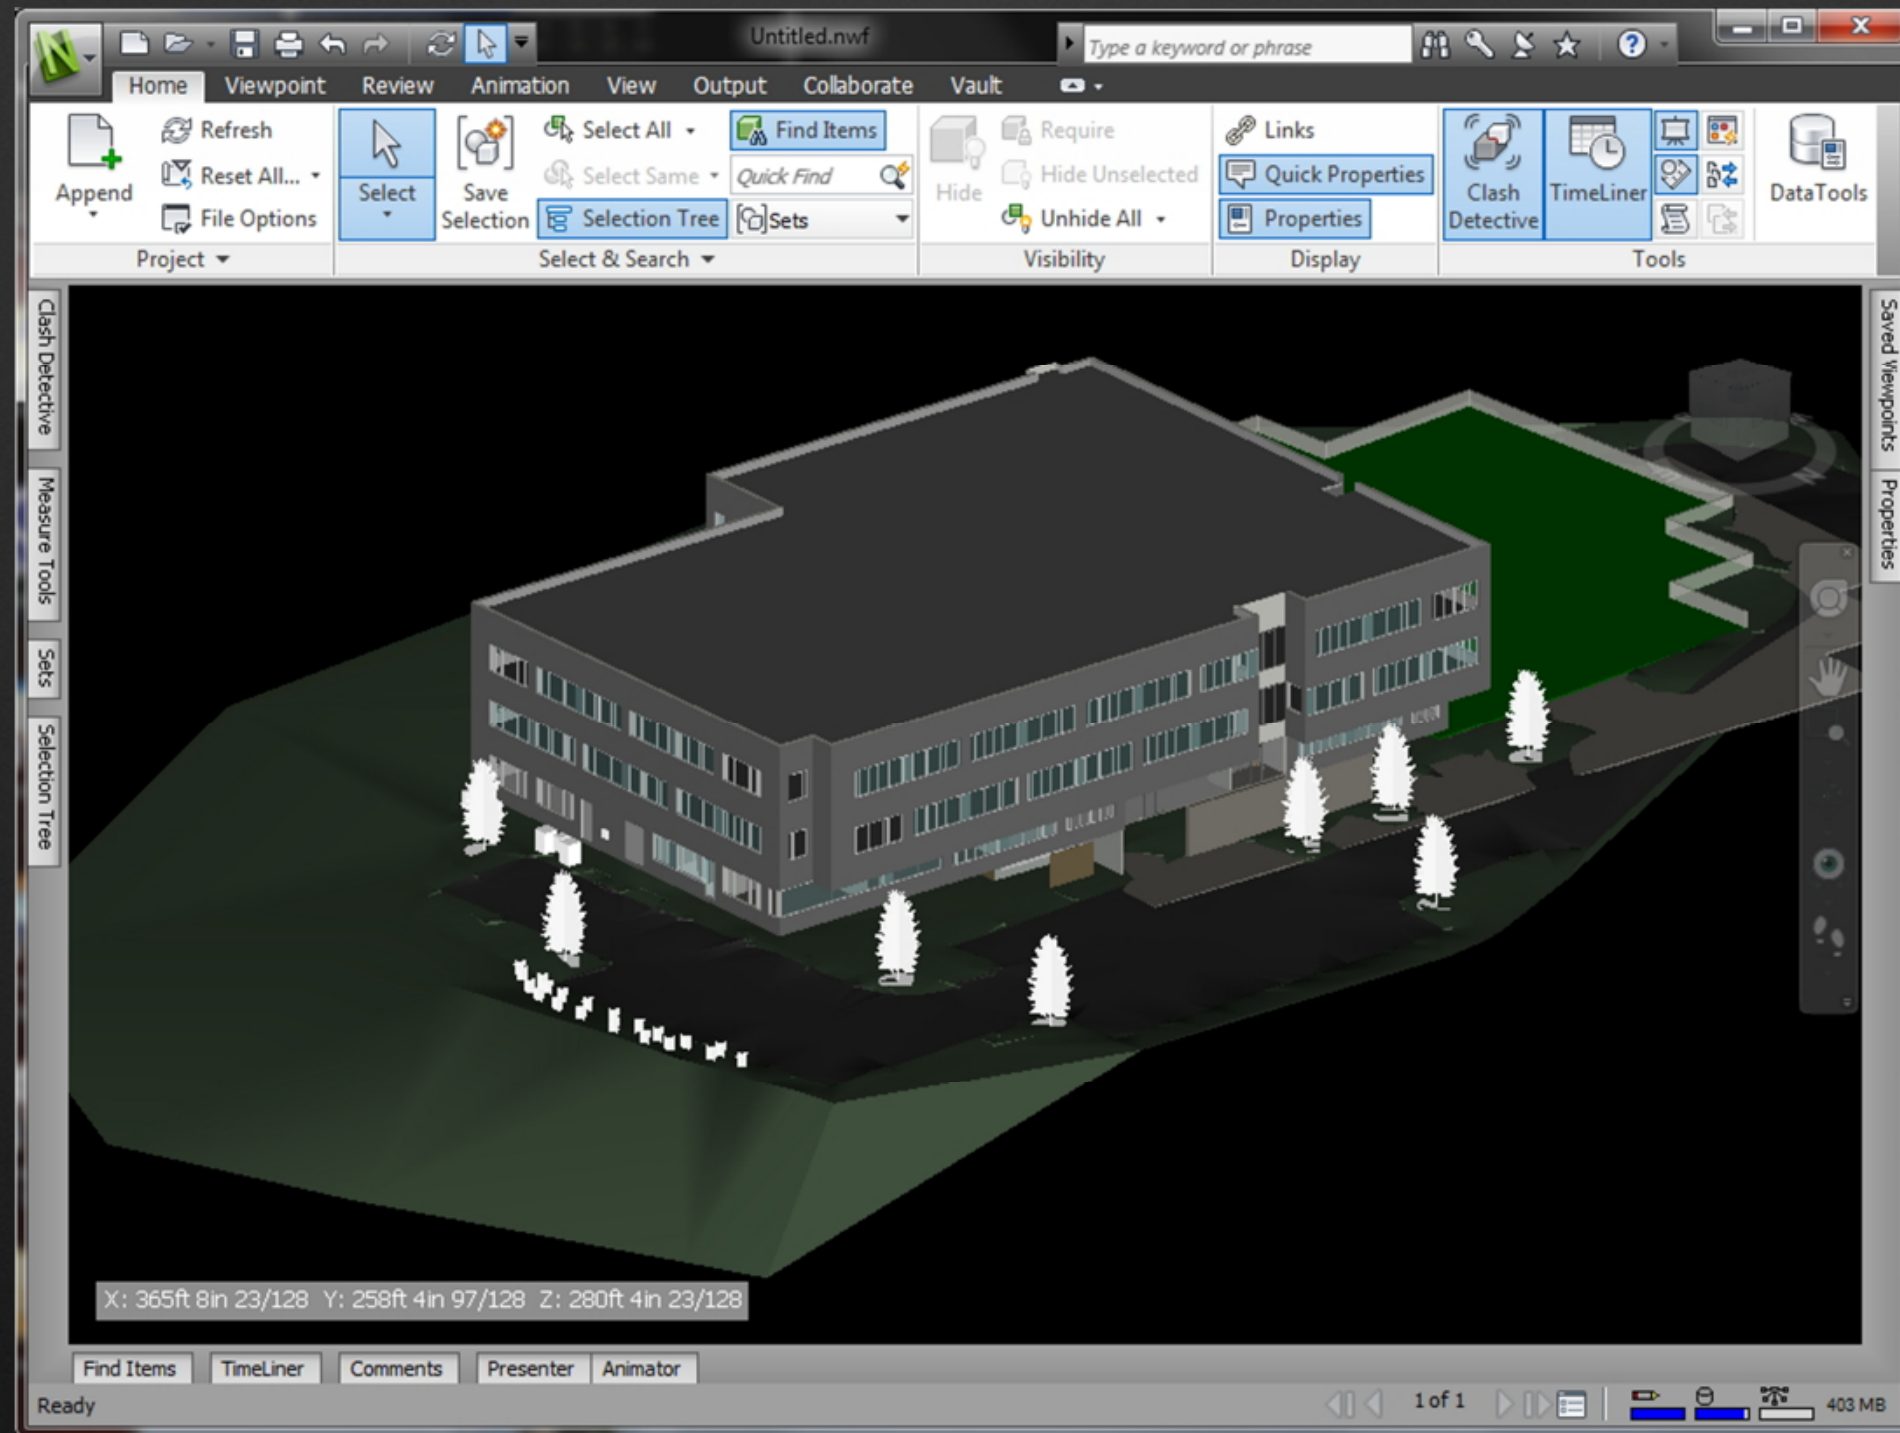 Untitled.nwf
Type a keyword or phrase
Home Viewpoint Review Animation View Output Collaborate Vault
Append
Refresh
Reset All...
File Options
Project
Select
Save
Selection
Select All
Select Same
Selection Tree
Find Items
Quick Find
Sets
Select & Search
Hide
Require
Hide Unselected
Unhide All
Visibility
Links
Quick Properties
Properties
Display
Clash
Detective
TimeLiner
DataTools
Tools
Clash Detective
Measure Tools
Sets
Selection Tree
Saved Viewpoints
Properties
X: 365ft 8in 23/128 Y: 258ft 4in 97/128 Z: 280ft 4in 23/128
Find Items TimeLiner Comments Presenter Animator
Ready
1 of 1
403 MB